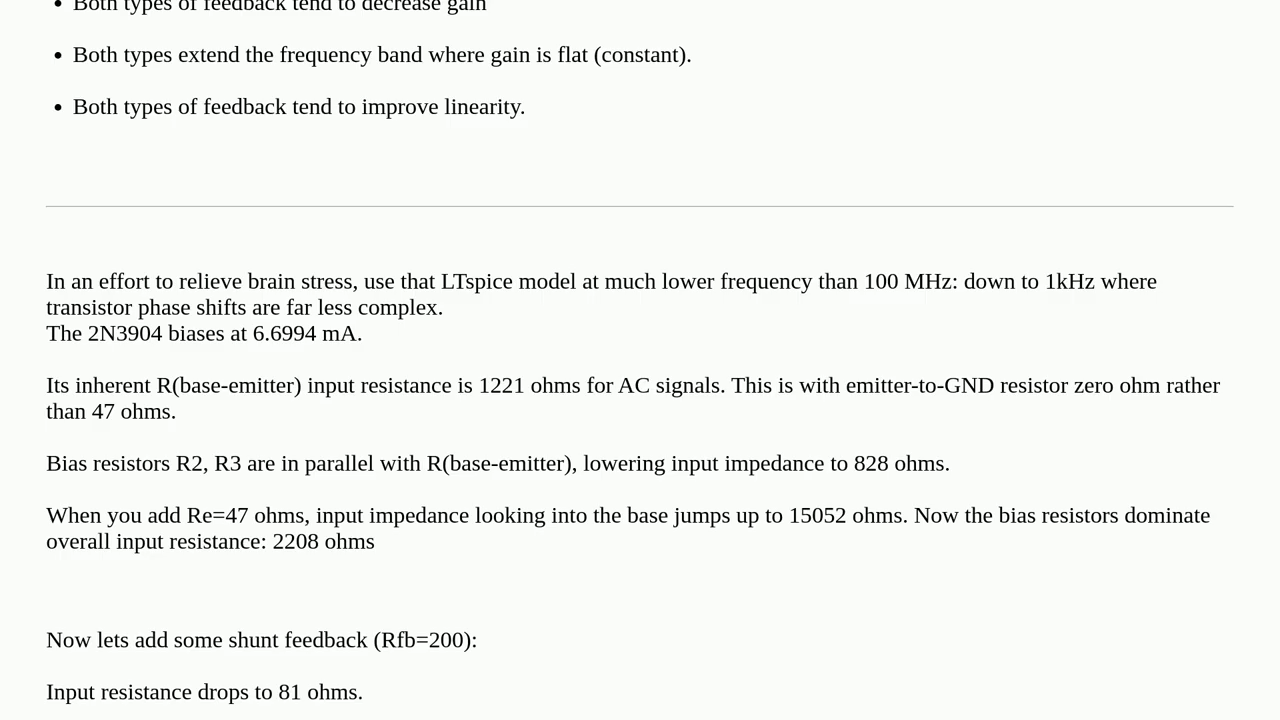 Both types of feedback tend to decrease gain
Both types extend the frequency band where gain is flat (constant).
Both types of feedback tend to improve linearity.
In an effort to relieve brain stress, use that LTspice model at much lower frequency than 100 MHz: down to 1kHz where
transistor phase shifts are far less complex.
The 2N3904 biases at 6.6994 mA.
Its inherent R(base-emitter) input resistance is 1221 ohms for AC signals. This is with emitter-to-GND resistor zero ohm rather
than 47 ohms.
Bias resistors R2, R3 are in parallel with R(base-emitter), lowering input impedance to 828 ohms.
When you add Re=47 ohms, input impedance looking into the base jumps up to 15052 ohms. Now the bias resistors dominate
overall input resistance: 2208 ohms
Now lets add some shunt feedback (Rfb=200):
Input resistance drops to 81 ohms.